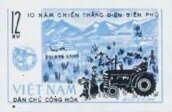 12
XU
10 NĂM CHIẾN THẮNG ĐIỆN BIÊN PHỦ
VIỆT NAM
DÂN CHỦ CỘNG HÒA